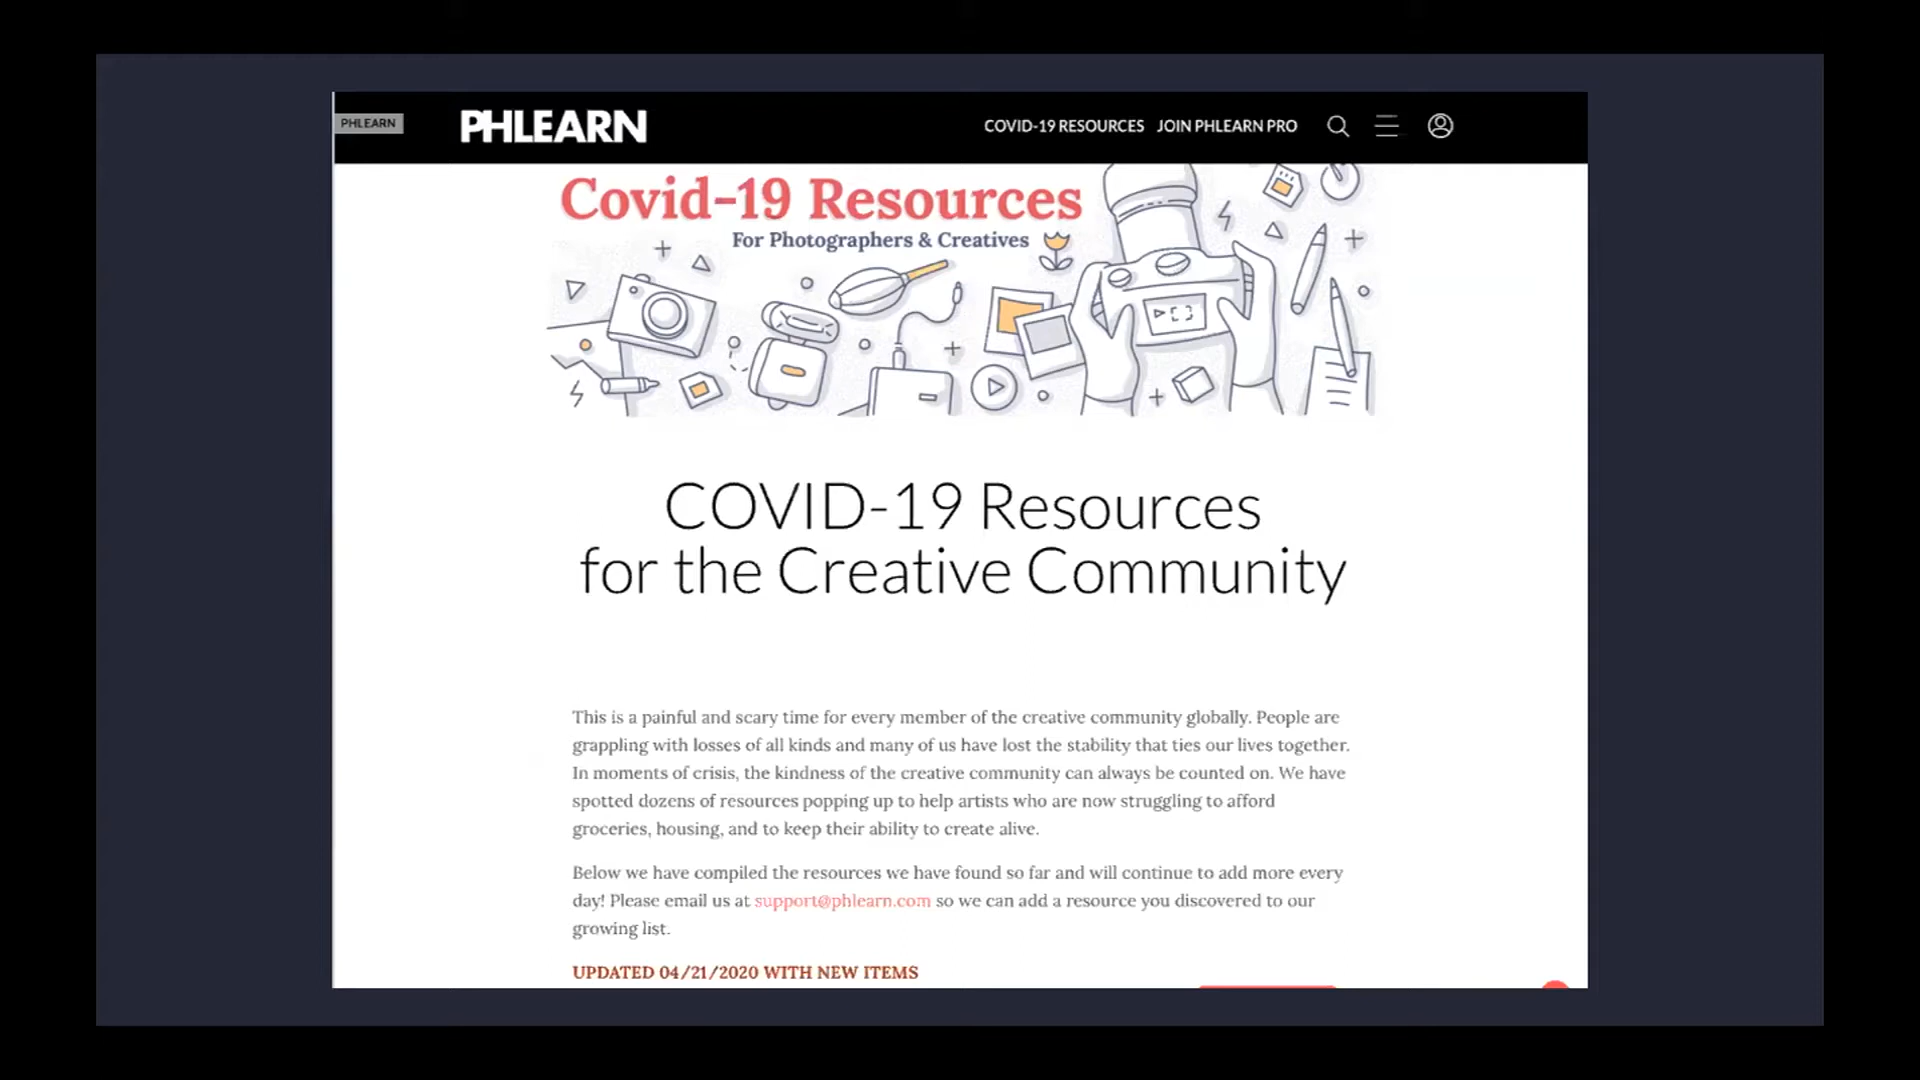 PHLEARN
PHLEARN
COVID-19 RESOURCES JOIN PHLEARN PRO
Covid-19 Resources
For Photographers & Creatives
COVID-19 Resources
for the Creative Community
This is a painful and scary time for every member of the creative community globally. People are
grappling with losses of all kinds and many of us have lost the stability that ties our lives together.
In moments of crisis, the kindness of the creative community can always be counted on. We have
spotted dozens of resources popping up to help artists who are now struggling to afford
groceries, housing, and to keep their ability to create alive.
Below we have compiled the resources we have found so far and will continue to add more every
day! Please email us at support@phlearn.com so we can add a resource you discovered to our
growing list.
UPDATED 04/21/2020 WITH NEW ITEMS